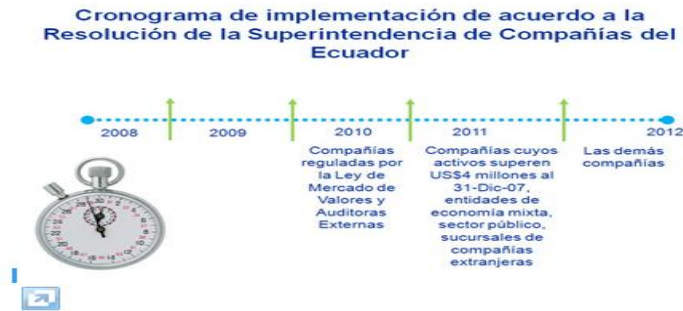 Cronograma de implementación de acuerdo a la
Resolución de la Superintendencia de Compañías del
Ecuador
2008
2009
2010
2011
2012
Compañías
reguladas por
la Ley de
Mercado de
Valores y
Auditoras
Externas
Compañías cuyos
activos superen
US$4 millones al
31-Dic-07,
entidades de
economía mixta,
sector público,
sucursales de
compañías
extranjeras
Las demás
compañías